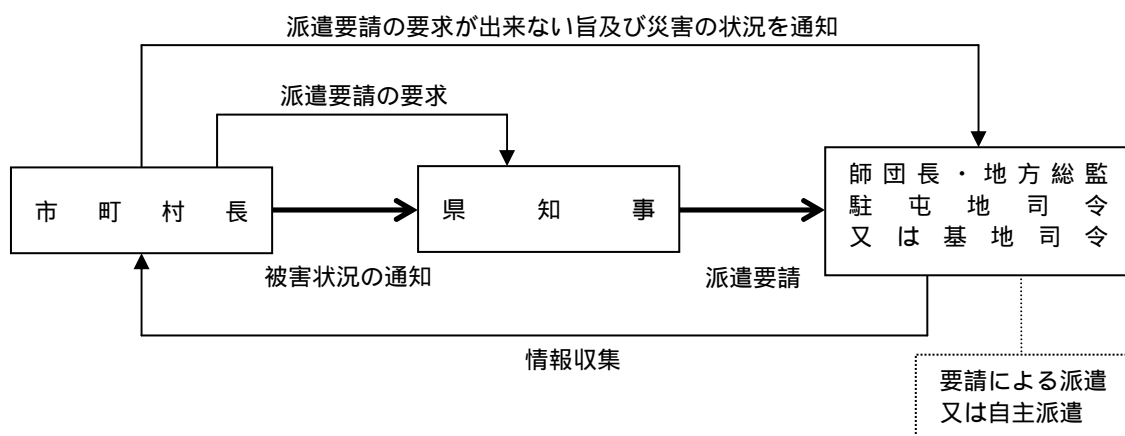 派遣要請の要求が出来ない旨及び災害の状況を通知
派遣要請の要求
市町村長
県知事
師団長・地方総監
駐屯地司令
又は基地司令
被害状況の通知
派遣要請
情報収集
要請による派遣
又は自主派遣